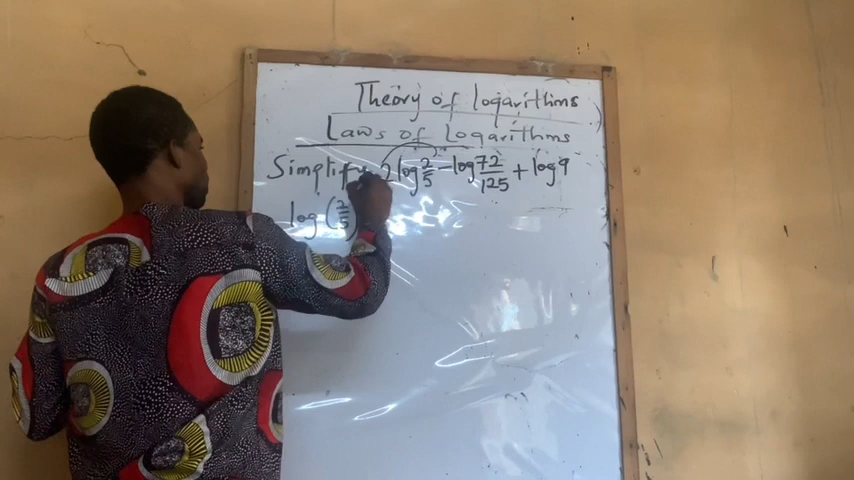 Theory of logarithms
Laws of Logarithms
Simplify 2log 2/5 - log 72/125 + log 9
log (2/5)